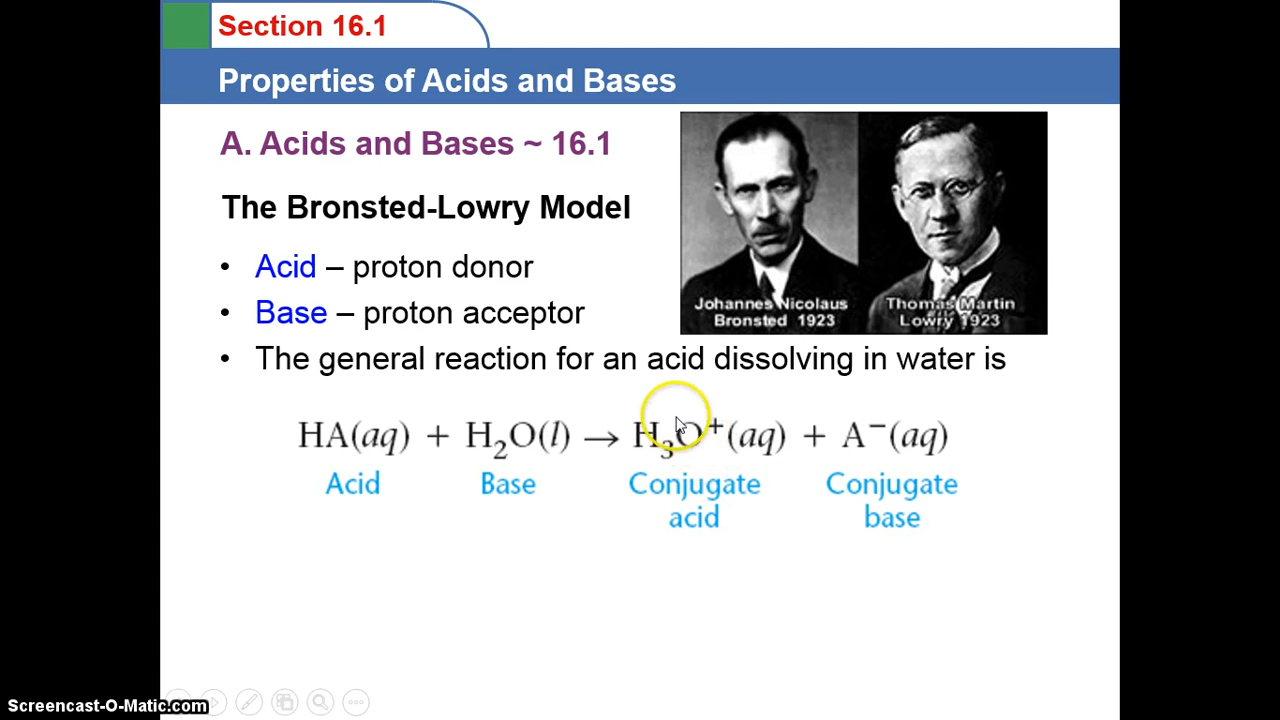 Section 16.1
Properties of Acids and Bases
A. Acids and Bases ~ 16.1
The Bronsted-Lowry Model
• Acid – proton donor
• Base – proton acceptor
Johannes Nicolaus
Bronsted 1923
Thomas Martin
Lowry 1923
• The general reaction for an acid dissolving in water is
HA(aq) + H₂O(l) → H₃O⁺(aq) + A⁻(aq)
Acid Base Conjugate acid Conjugate base
Screencast-O-Matic.com